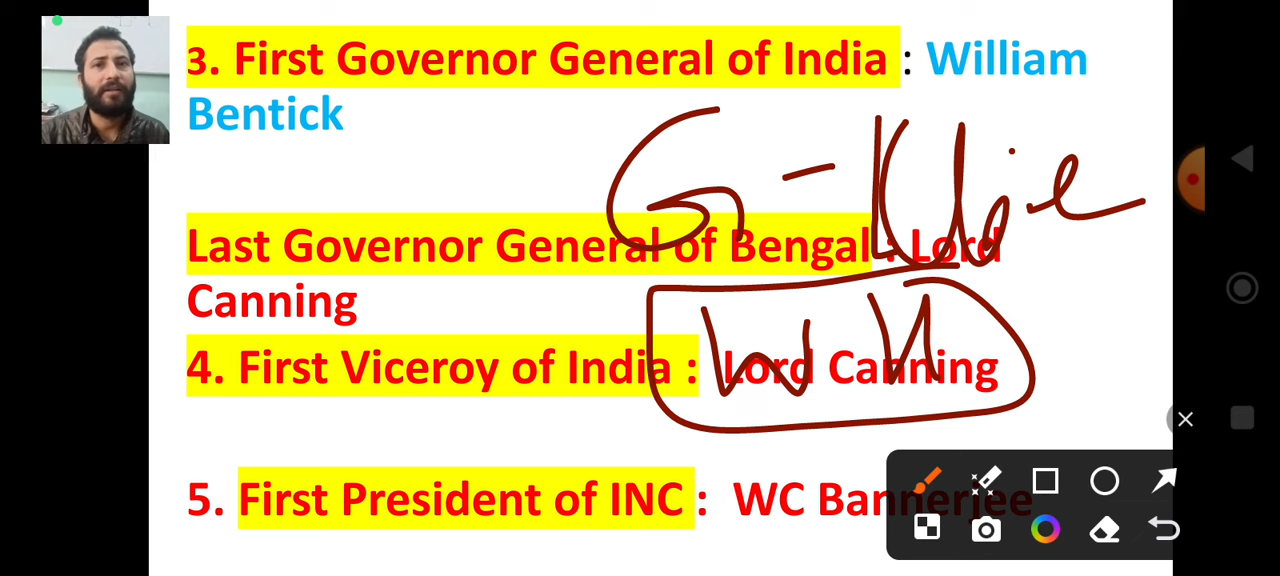 3. First Governor General of India : William
Bentick
Last Governor General of Bengal : Lord
Canning
W H
4. First Viceroy of India : Lord Canning
5. First President of INC : WC Bannerjee